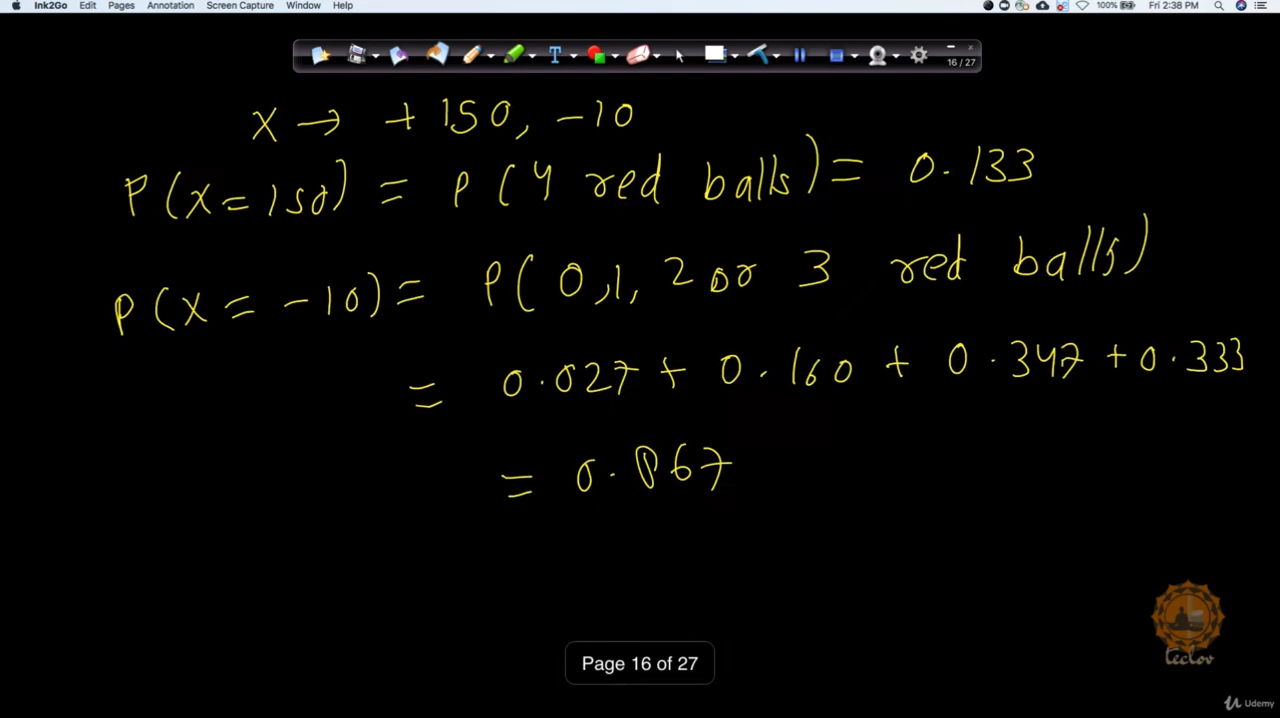 Ink2Go Edit Pages Annotation Screen Capture Window Help 100% Fri 2:38 PM
16 / 27
X → + 150, -10
P(X = 150) = P(4 red balls) = 0.133
P(X = -10) = P(0,1, 2 or 3 red balls)
= 0.027 + 0.160 + 0.347 + 0.333
= 0.867
Page 16 of 27
teclov
Udemy